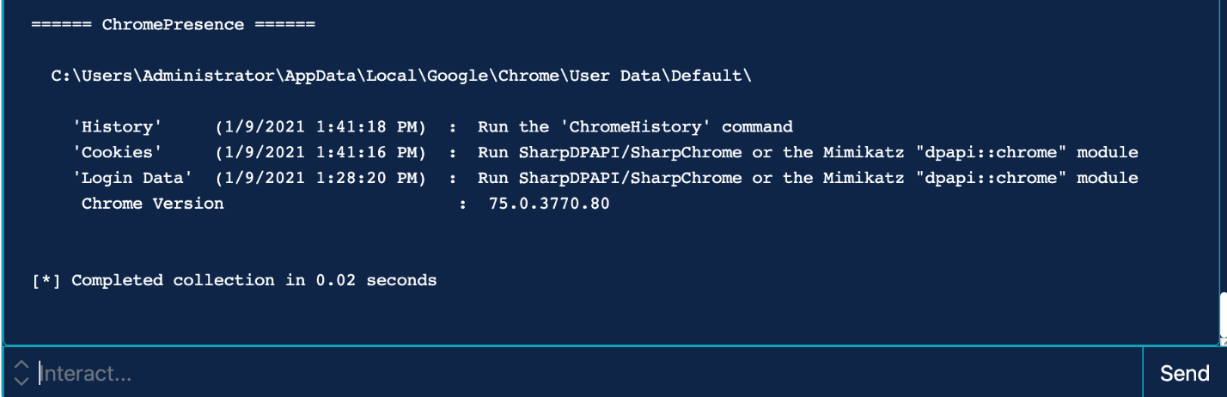 ====== ChromePresence ======
C:\Users\Administrator\AppData\Local\Google\Chrome\User Data\Default\
'History'     (1/9/2021 1:41:18 PM)  :  Run the 'ChromeHistory' command
'Cookies'     (1/9/2021 1:41:16 PM)  :  Run SharpDPAPI/SharpChrome or the Mimikatz "dpapi::chrome" module
'Login Data'  (1/9/2021 1:28:20 PM)  :  Run SharpDPAPI/SharpChrome or the Mimikatz "dpapi::chrome" module
Chrome Version                       :  75.0.3770.80
[*] Completed collection in 0.02 seconds
Interact...
Send